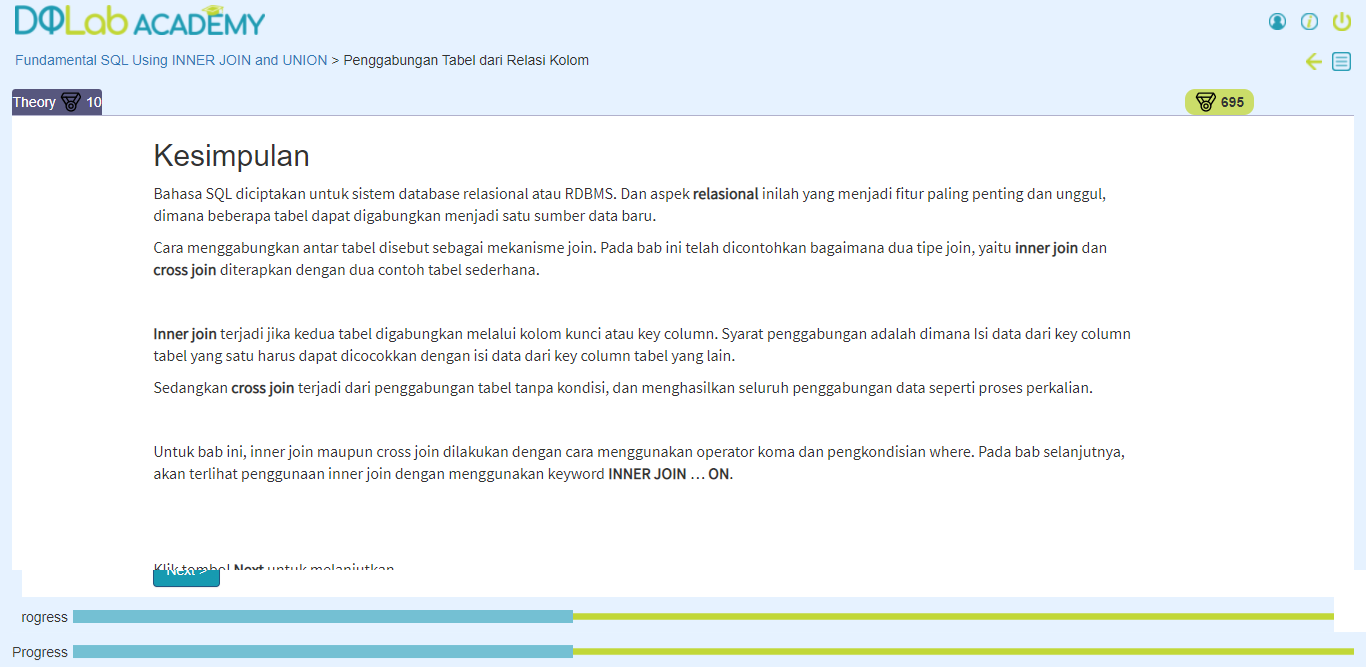 DQLab ACADEMY
Fundamental SQL Using INNER JOIN and UNION > Penggabungan Tabel dari Relasi Kolom
Theory 10
695
Kesimpulan
Bahasa SQL diciptakan untuk sistem database relasional atau RDBMS. Dan aspek relasional inilah yang menjadi fitur paling penting dan unggul,
dimana beberapa tabel dapat digabungkan menjadi satu sumber data baru.
Cara menggabungkan antar tabel disebut sebagai mekanisme join. Pada bab ini telah dicontohkan bagaimana dua tipe join, yaitu inner join dan
cross join diterapkan dengan dua contoh tabel sederhana.
Inner join terjadi jika kedua tabel digabungkan melalui kolom kunci atau key column. Syarat penggabungan adalah dimana Isi data dari key column
tabel yang satu harus dapat dicocokkan dengan isi data dari key column tabel yang lain.
Sedangkan cross join terjadi dari penggabungan tabel tanpa kondisi, dan menghasilkan seluruh penggabungan data seperti proses perkalian.
Untuk bab ini, inner join maupun cross join dilakukan dengan cara menggunakan operator koma dan pengkondisian where. Pada bab selanjutnya,
akan terlihat penggunaan inner join dengan menggunakan keyword INNER JOIN … ON.
Klik tombol Next untuk melanjutkan
Next >
rogress
Progress